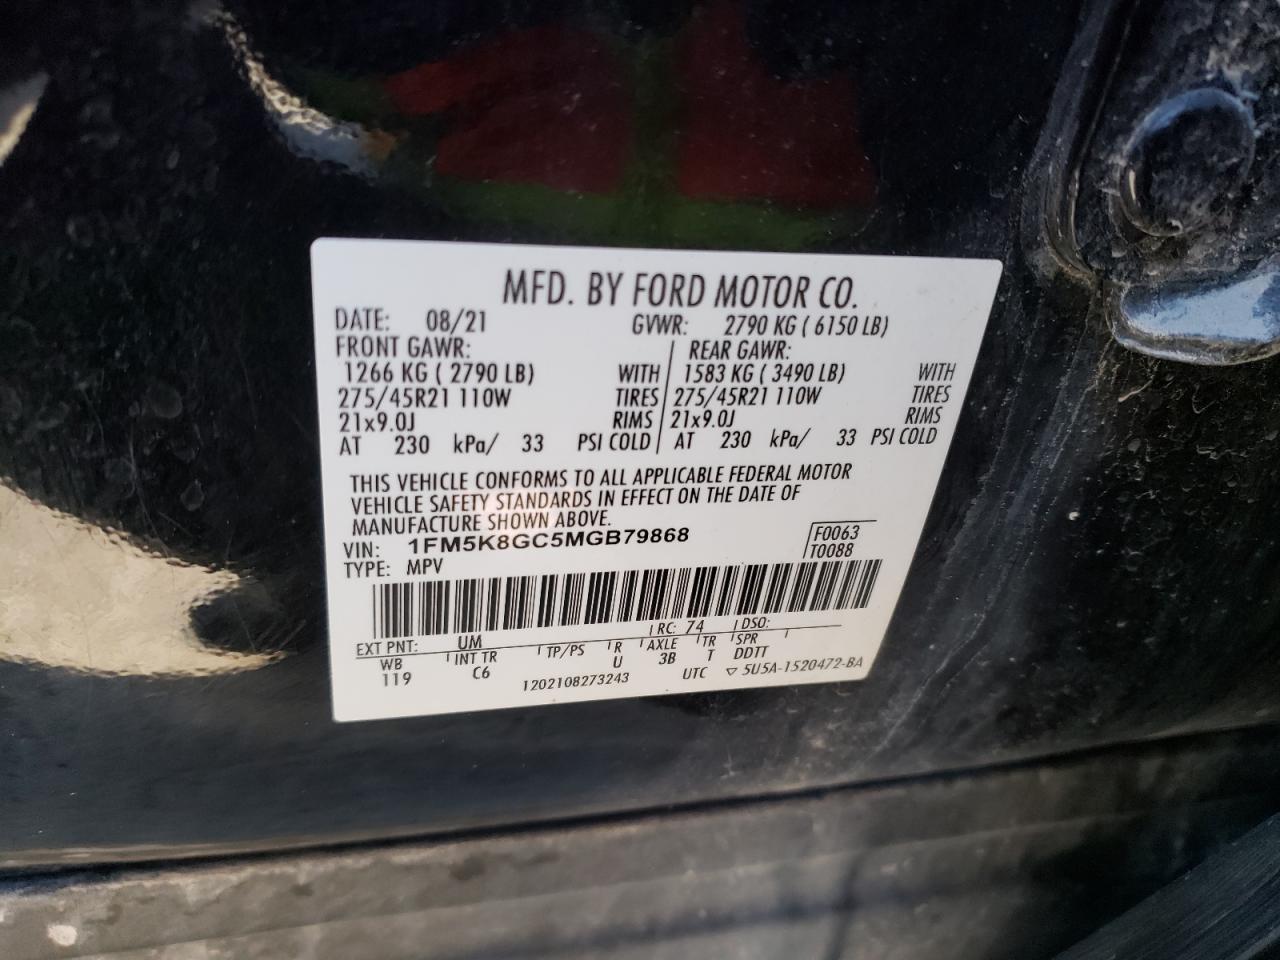 MFD. BY FORD MOTOR CO.
DATE: 08/21 GVWR: 2790 KG ( 6150 LB)
FRONT GAWR: REAR GAWR:
1266 KG ( 2790 LB) WITH 1583 KG ( 3490 LB) WITH
275/45R21 110W TIRES 275/45R21 110W TIRES
21x9.0J RIMS 21x9.0J RIMS
AT 230 kPa/ 33 PSI COLD AT 230 kPa/ 33 PSI COLD
THIS VEHICLE CONFORMS TO ALL APPLICABLE FEDERAL MOTOR
VEHICLE SAFETY STANDARDS IN EFFECT ON THE DATE OF
MANUFACTURE SHOWN ABOVE.
VIN: 1FM5K8GC5MGB79868 F0063
TYPE: MPV T0088
EXT PNT: UM RC: 74 DSO:
WB INT TR TP/PS R AXLE TR SPR
119 C6 U 3B T DDTT
1202108273243 UTC ▽ 5U5A-1520472-BA